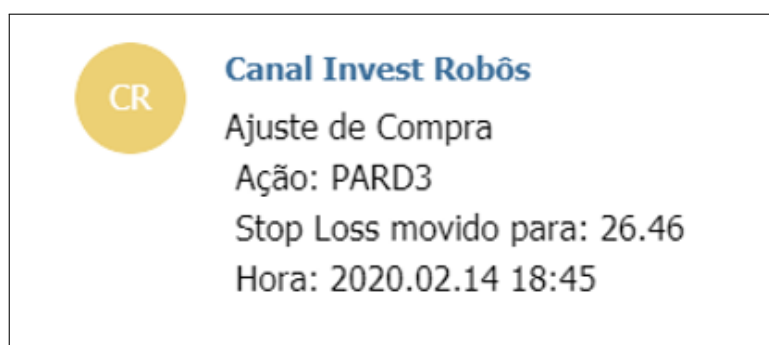 CR
Canal Invest Robôs
Ajuste de Compra
Ação: PARD3
Stop Loss movido para: 26.46
Hora: 2020.02.14 18:45